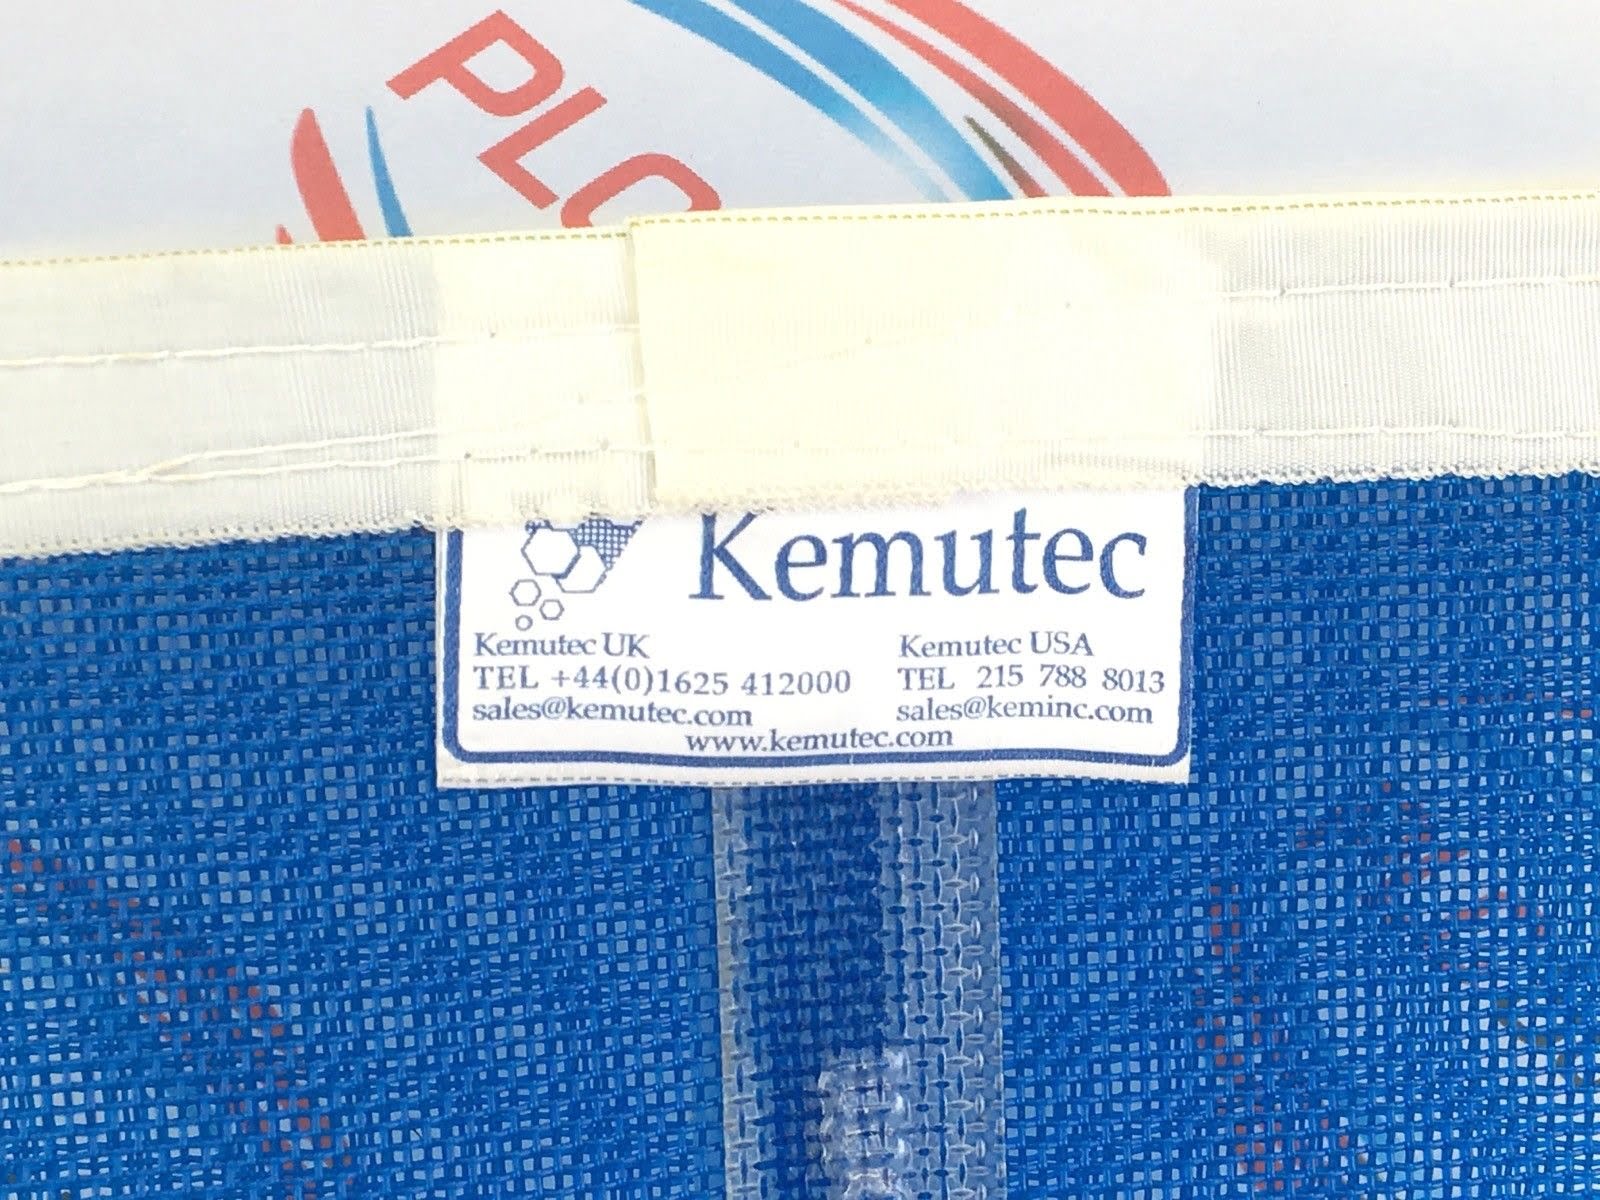 PLC
Kemutec
Kemutec UK
TEL +44(0)1625 412000
sales@kemutec.com
Kemutec USA
TEL 215 788 8013
sales@keminc.com
www.kemutec.com